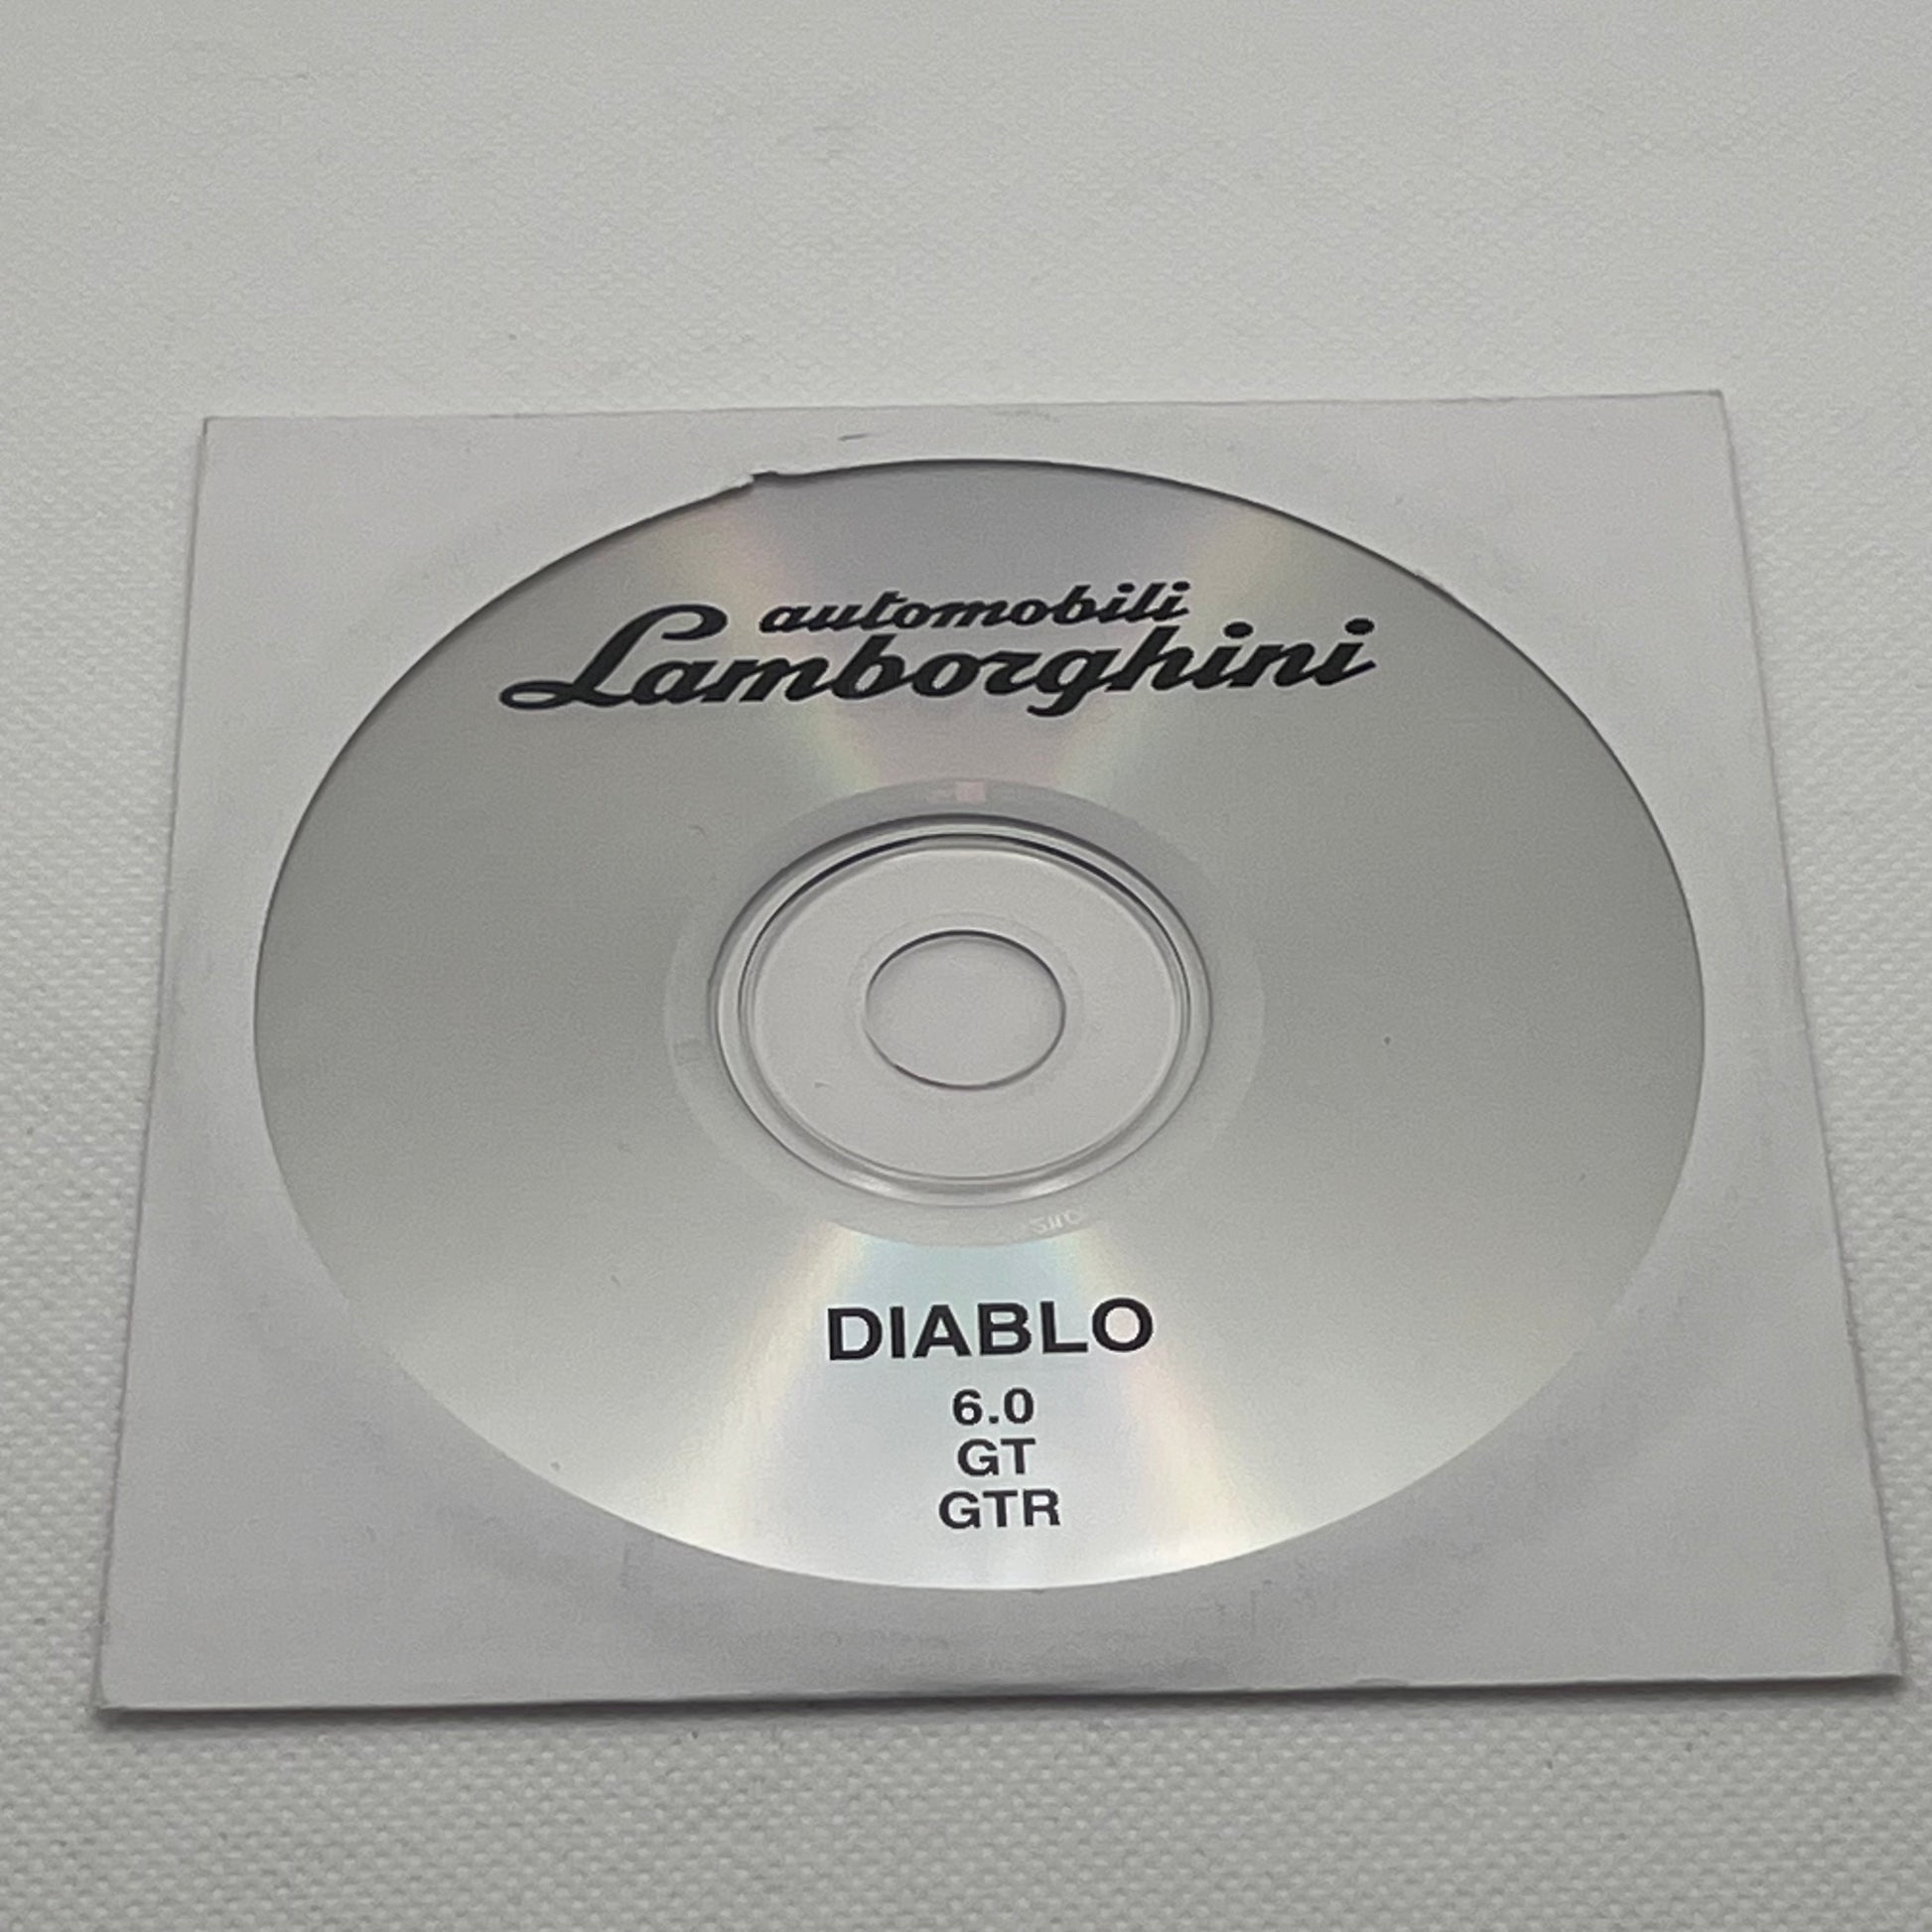 automobili
Lamborghini
DIABLO
6.0
GT
GTR